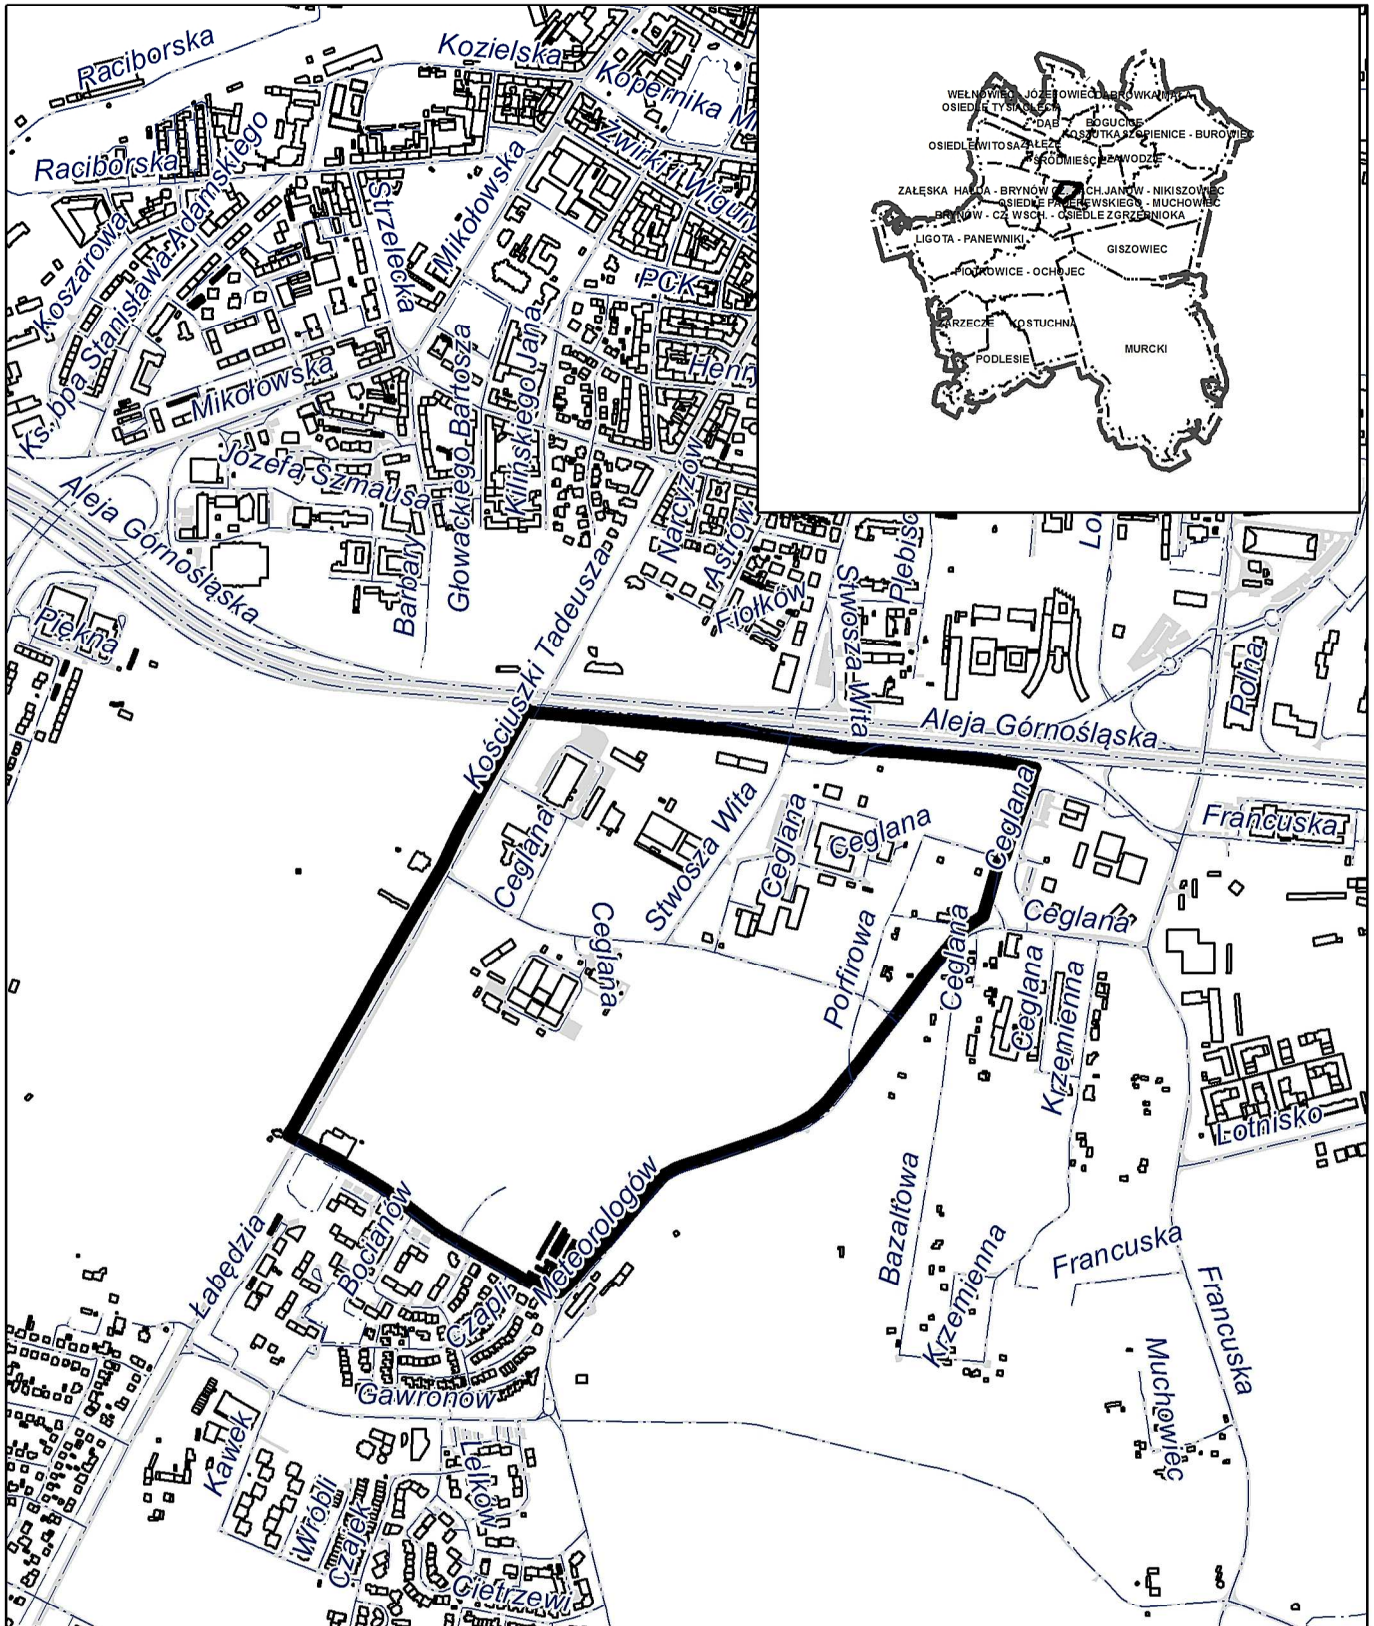 Raciborska
Kozielska
Kopernika M
WEŁNOWIEC - JÓZEFOWIEC
DĄBRÓWKA MAŁA
OSIEDLE TYSIĄCLECIA
DĄB
BOGUCICE
KOSZUTKA
SZOPIENICE - BUROWIEC
OSIEDLE WITOSA
ZAŁĘŻE
ŚRÓDMIEŚCIE
ZAWODZIE
ZAŁĘSKA HAŁDA - BRYNÓW CZ. ZACH.
JANÓW - NIKISZOWIEC
OSIEDLE PADEREWSKIEGO - MUCHOWIEC
BRYNÓW - CZ. WSCH. - OSIEDLE ZGRZEBNIOKA
LIGOTA - PANEWNIKI
GISZOWIEC
PIOTROWICE - OCHOJEC
ZARZECZE
KOSTUCHNA
MURCKI
PODLESIE
Raciborska
Żwirki i Wigury
Koszarowa
Ks. bpa Stanisława Adamskiego
Strzelecka
Mikołowska
PCK
Henr
Mikołowska
Głowackiego Bartosza
Kilińskiego Jana
Józefa Szmausa
Barbary
Narcyzów
Astrów
Fiołków
Stwosza Wita
Plebisc
Aleja Górnośląska
Piękna
Kościuszki Tadeusza
Polna
Aleja Górnośląska
Kościuszki
Ceglana
Francuska
Ceglana
Stwosza Wita
Ceglana
Ceglana
Ceglana
Ceglana
Porfirowa
Ceglana
Ceglana
Krzemienna
Lotnisko
Meteorologów
Bazaltowa
Krzemienna
Francuska
Francuska
Łabędzia
Bocianów
Czapli
Gawronów
Muchowiec
Kawek
Wróbli
Czajek
Lelków
Cietrzewi